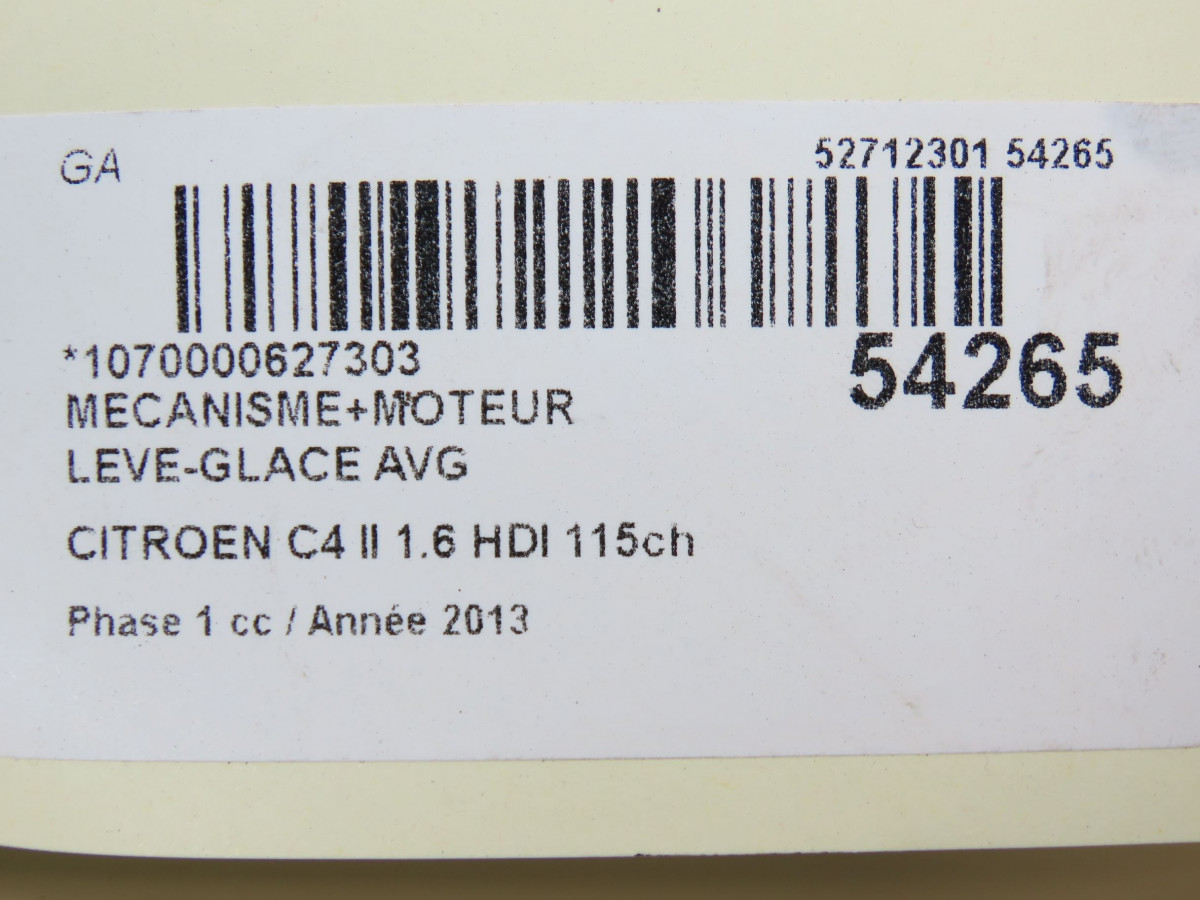 GA
52712301 54265
*1070000627303
54265
MECANISME+MOTEUR
LEVE-GLACE AVG
CITROEN C4 II 1.6 HDI 115ch
Phase 1 cc / Année 2013